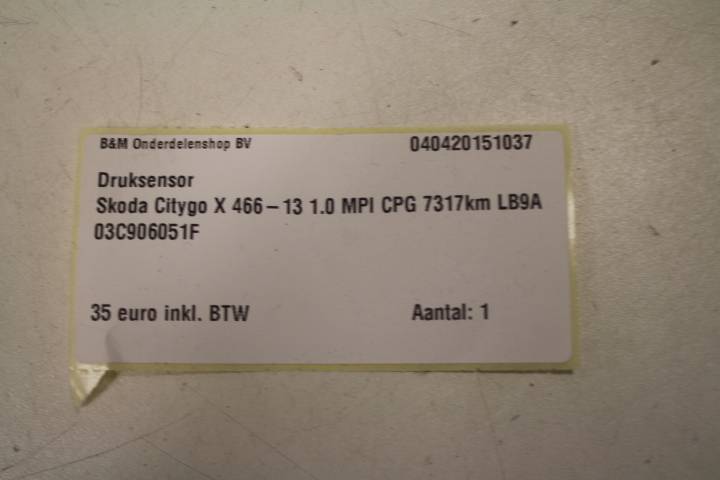 B&M Onderdelenshop BV 040420151037
Druksensor
Skoda Citygo X 466-13 1.0 MPI CPG 7317km LB9A
03C906051F
35 euro inkl. BTW Aantal: 1